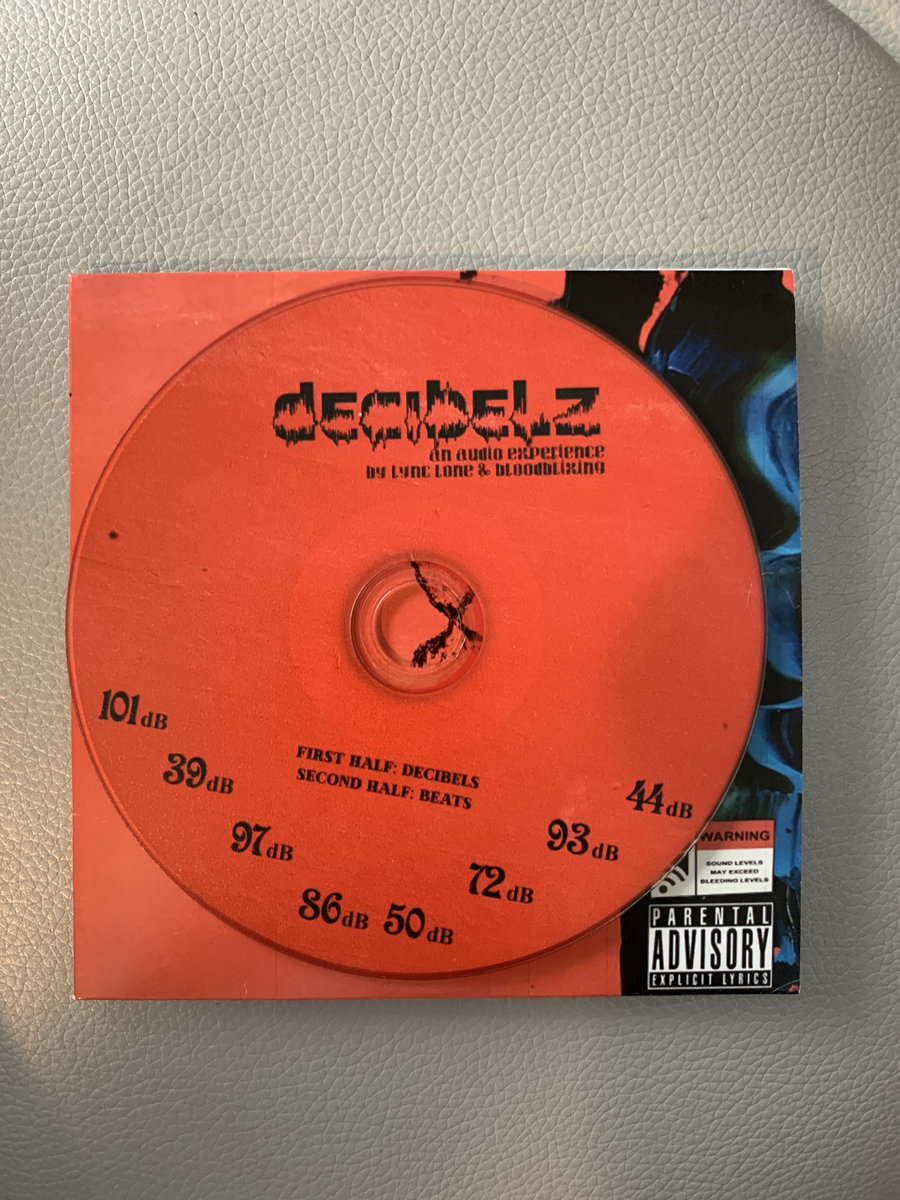 decibelz
an audio experience
by Lync Lone & bloodblixing
101dB
39dB
97dB
86dB
50dB
72dB
93dB
44dB
FIRST HALF: DECIBELS
SECOND HALF: BEATS
WARNING
SOUND LEVELS
MAY EXCEED
BLEEDING LEVELS
PARENTAL
ADVISORY
EXPLICIT LYRICS